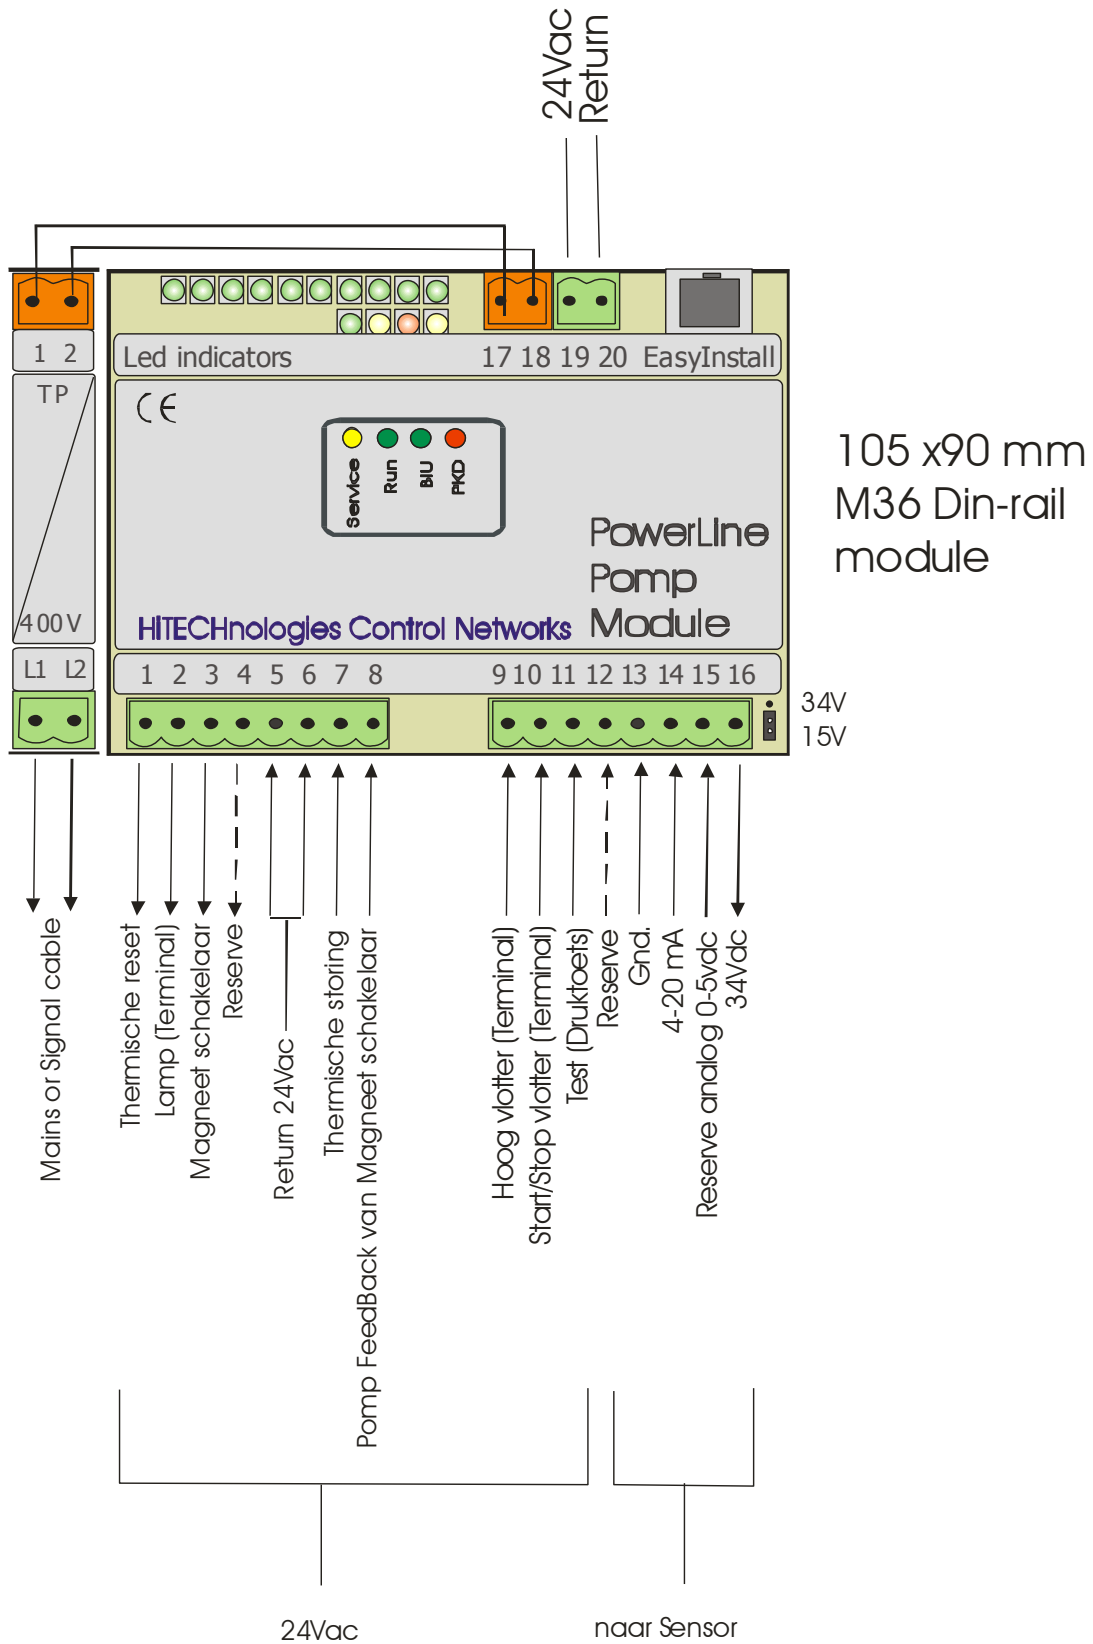 24Vac
Return
1 2
Led indicators
17 18 19 20 EasyInstall
TP
CE
Service
Run
BIU
PKD
105 x90 mm
M36 Din-rail
module
PowerLine
Pomp
Module
400V
HiTECHnologies Control Networks
L1 L2
1 2 3 4 5 6 7 8
9 10 11 12 13 14 15 16
34V
15V
Mains or Signal cable
Thermische reset
Lamp (Terminal)
Magneet schakelaar
Reserve
Return 24Vac
Thermische storing
Pomp FeedBack van Magneet schakelaar
Hoog vlotter (Terminal)
Start/Stop vlotter (Terminal)
Test (Druktoets)
Reserve
Gnd.
4-20 mA
Reserve analog 0-5vdc
34Vdc
24Vac
naar Sensor